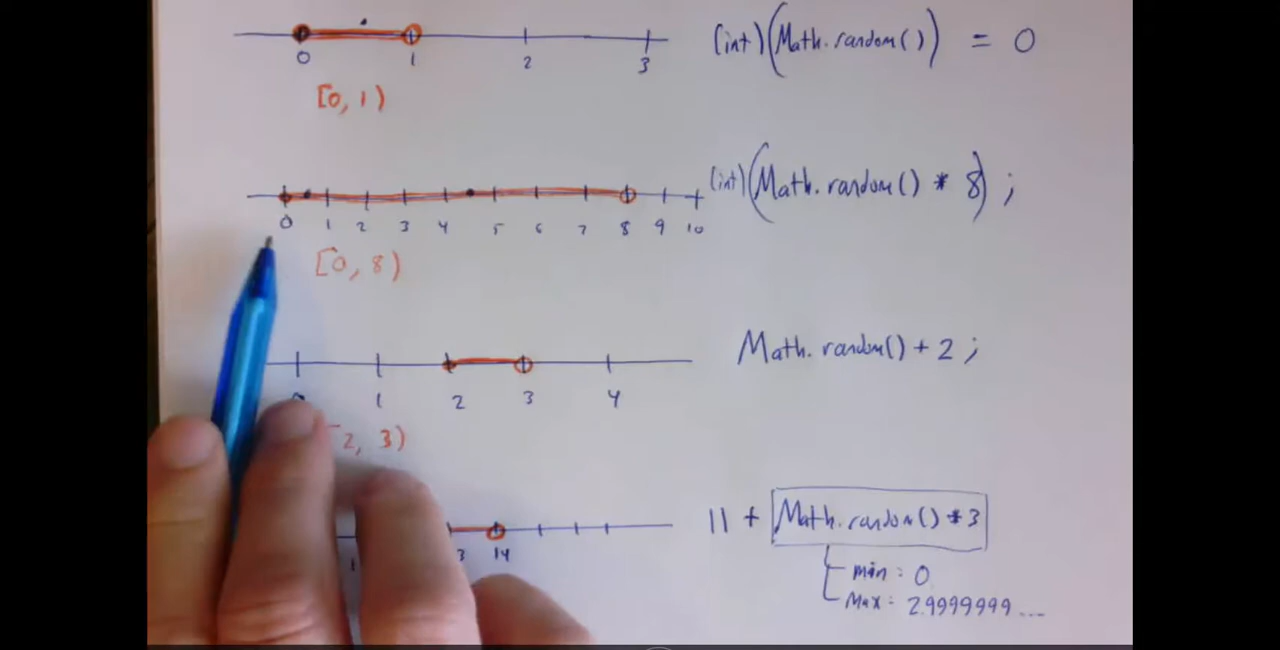 0 1 2 3
(int)(Math.random()) = 0
[0, 1)
0 1 2 3 4 5 6 7 8 9 10
(int)(Math.random() * 8);
[0, 8)
Math.random() + 2;
1 2 3 4
2, 3)
11 + Math.random() * 3
3 14
min: 0
Max: 2.9999999...